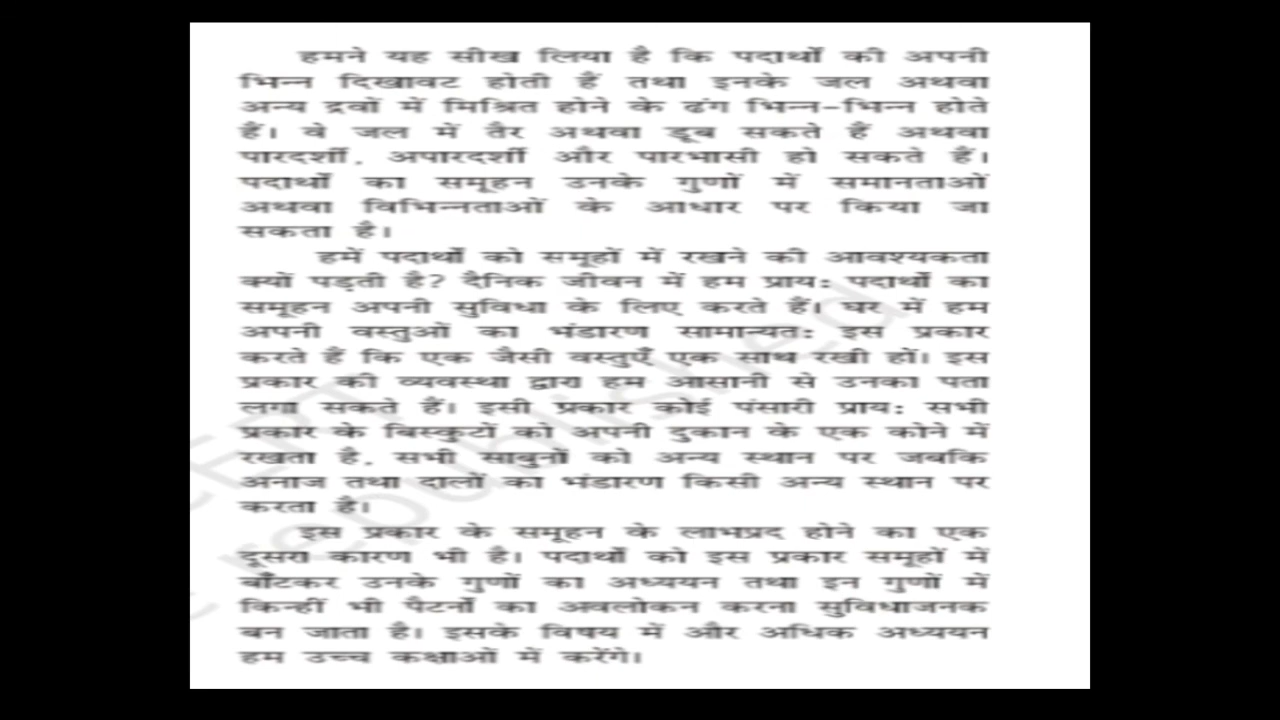 हमने यह सीख लिया है कि पदार्थों की अपनी
भिन्न दिखावट होती हैं तथा इनके जल अथवा
अन्य द्रवों में मिश्रित होने के ढंग भिन्न-भिन्न होते
हैं। वे जल में तैर अथवा डूब सकते हैं अथवा
पारदर्शी, अपारदर्शी और पारभासी हो सकते हैं।
पदार्थों का समूहन उनके गुणों में समानताओं
अथवा विभिन्नताओं के आधार पर किया जा
सकता है।
हमें पदार्थों को समूहों में रखने की आवश्यकता
क्यों पड़ती है? दैनिक जीवन में हम प्राय: पदार्थों का
समूहन अपनी सुविधा के लिए करते हैं। घर में हम
अपनी वस्तुओं का भंडारण सामान्यत: इस प्रकार
करते हैं कि एक जैसी वस्तुएँ एक साथ रखी हों। इस
प्रकार की व्यवस्था द्वारा हम आसानी से उनका पता
लगा सकते हैं। इसी प्रकार कोई पंसारी प्राय: सभी
प्रकार के बिस्कुटों को अपनी दुकान के एक कोने में
रखता है, सभी साबुनों को अन्य स्थान पर जबकि
अनाज तथा दालों का भंडारण किसी अन्य स्थान पर
करता है।
इस प्रकार के समूहन के लाभप्रद होने का एक
दूसरा कारण भी है। पदार्थों को इस प्रकार समूहों में
बाँटकर उनके गुणों का अध्ययन तथा इन गुणों में
किन्हीं भी पैटर्नों का अवलोकन करना सुविधाजनक
बन जाता है। इसके विषय में और अधिक अध्ययन
हम उच्च कक्षाओं में करेंगे।
republished